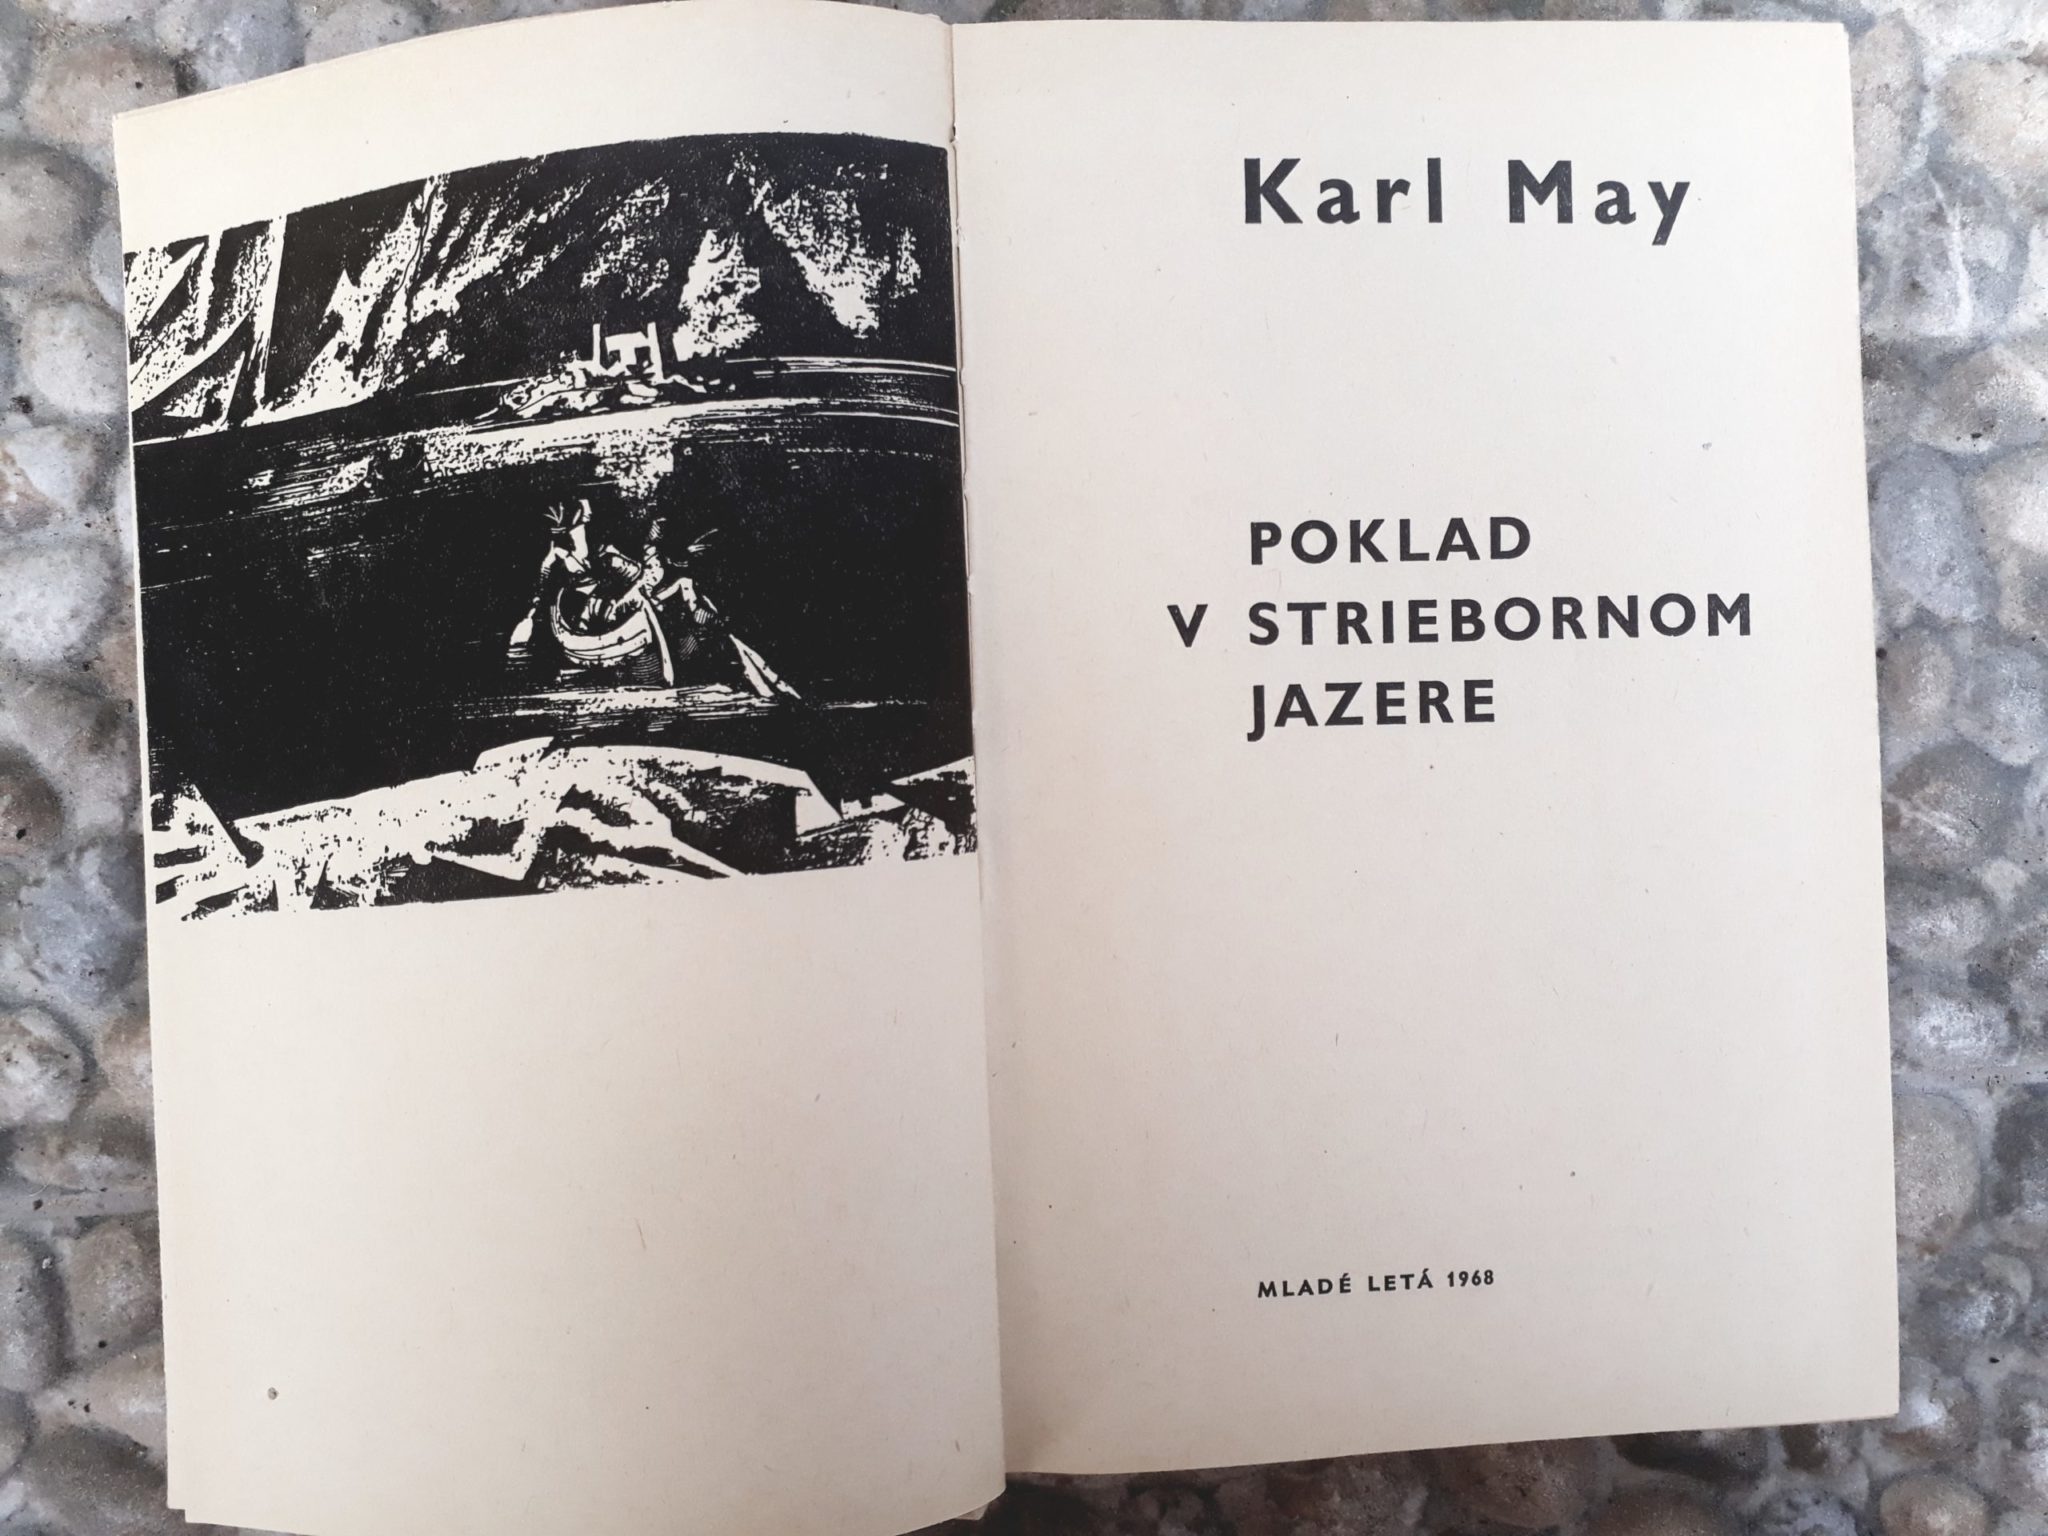 Karl May
POKLAD
V STRIEBORNOM
JAZERE
MLADÉ LETÁ 1968